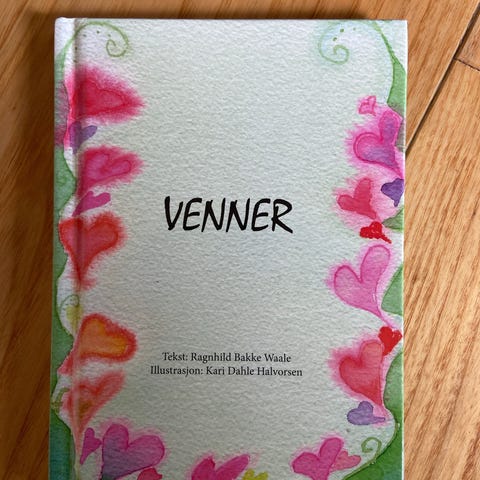 VENNER
Tekst: Ragnhild Bakke Waale
Illustrasjon: Kari Dahle Halvorsen